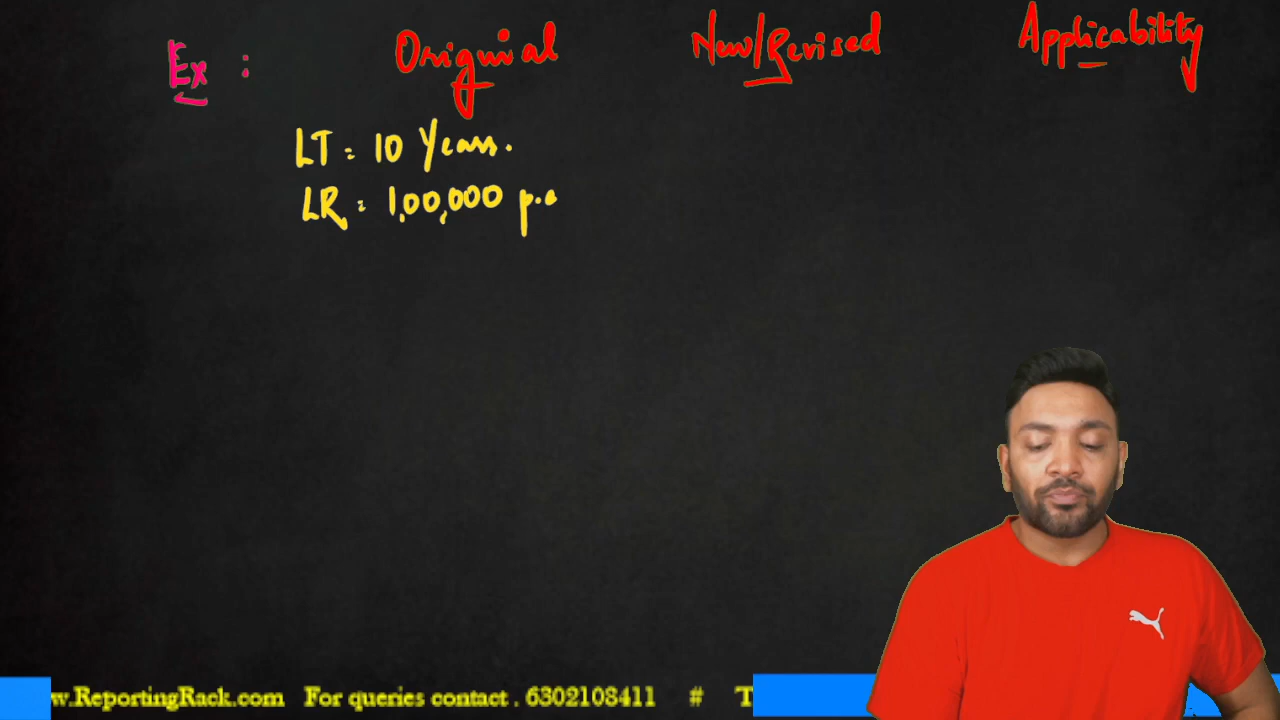 Ex : Original New/Revised Applicability
LT = 10 Years.
LR = 1,00,000 p.a
w.ReportingRack.com For queries contact . 6302108411 # T